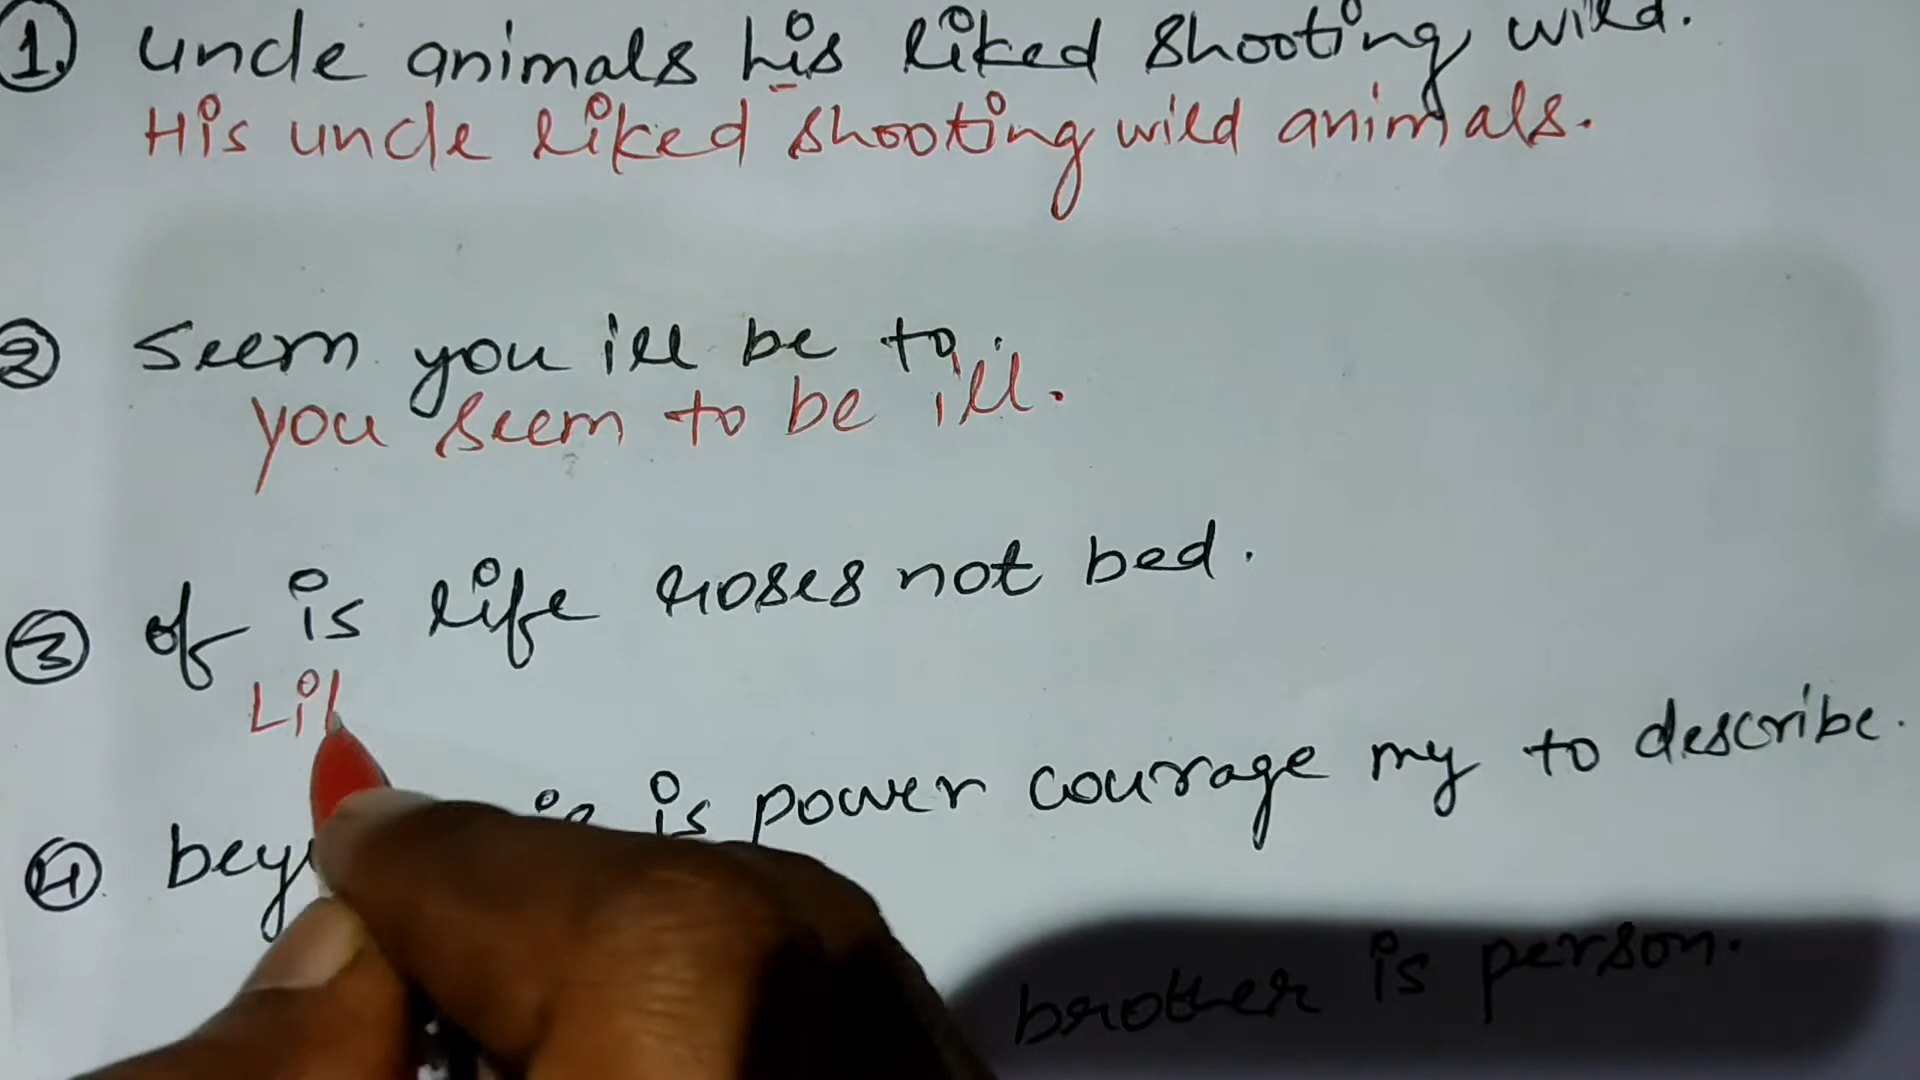 1. uncle animals his liked shooting wild.
His uncle liked shooting wild animals.
2 seem you ill be to.
you seem to be ill.
3 of is life roses not bed.
Lif
4 is power courage my to describe.
brother is person.